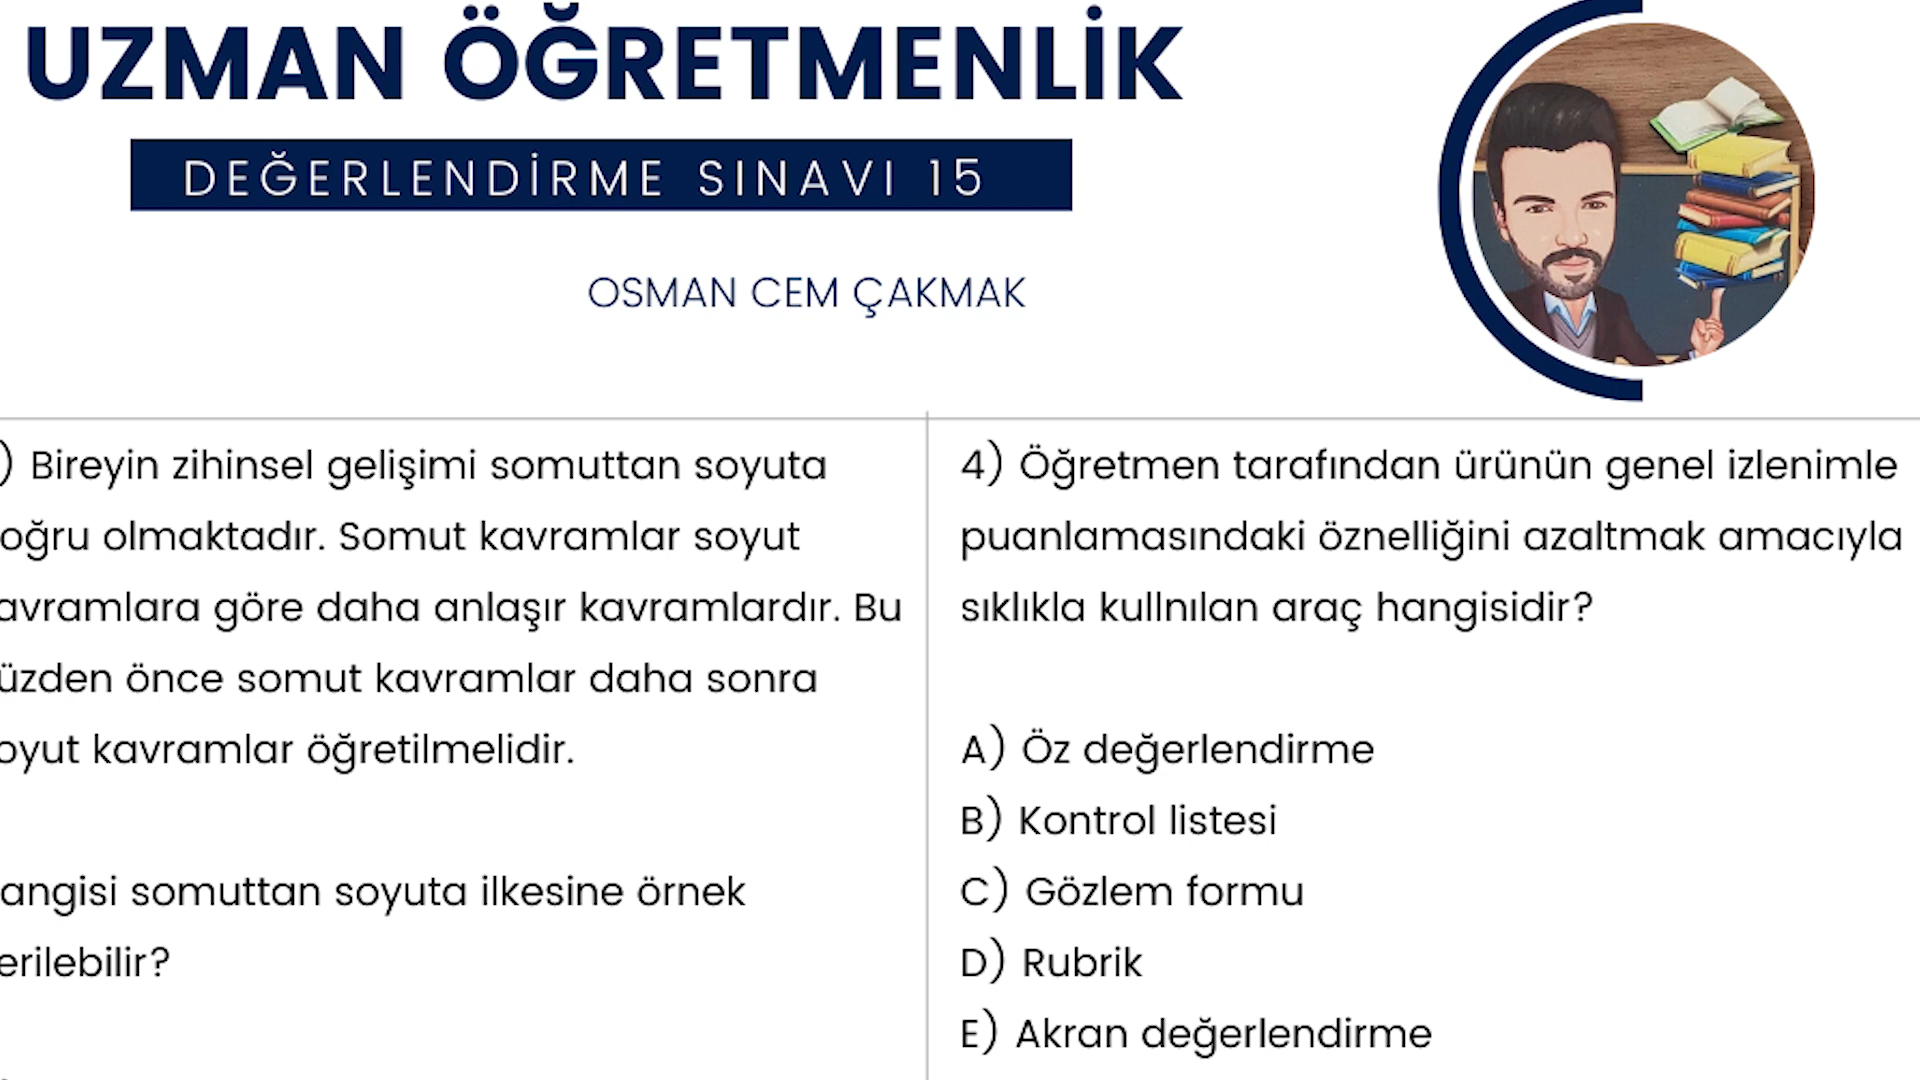 UZMAN ÖĞRETMENLİK
DEĞERLENDİRME SINAVI 15
OSMAN CEM ÇAKMAK
) Bireyin zihinsel gelişimi somuttan soyuta
oğru olmaktadır. Somut kavramlar soyut
avramlara göre daha anlaşır kavramlardır. Bu
üzden önce somut kavramlar daha sonra
oyut kavramlar öğretilmelidir.
angisi somuttan soyuta ilkesine örnek
erilebilir?
4) Öğretmen tarafından ürünün genel izlenimle
puanlamasındaki öznelliğini azaltmak amacıyla
sıklıkla kullnılan araç hangisidir?
A) Öz değerlendirme
B) Kontrol listesi
C) Gözlem formu
D) Rubrik
E) Akran değerlendirme